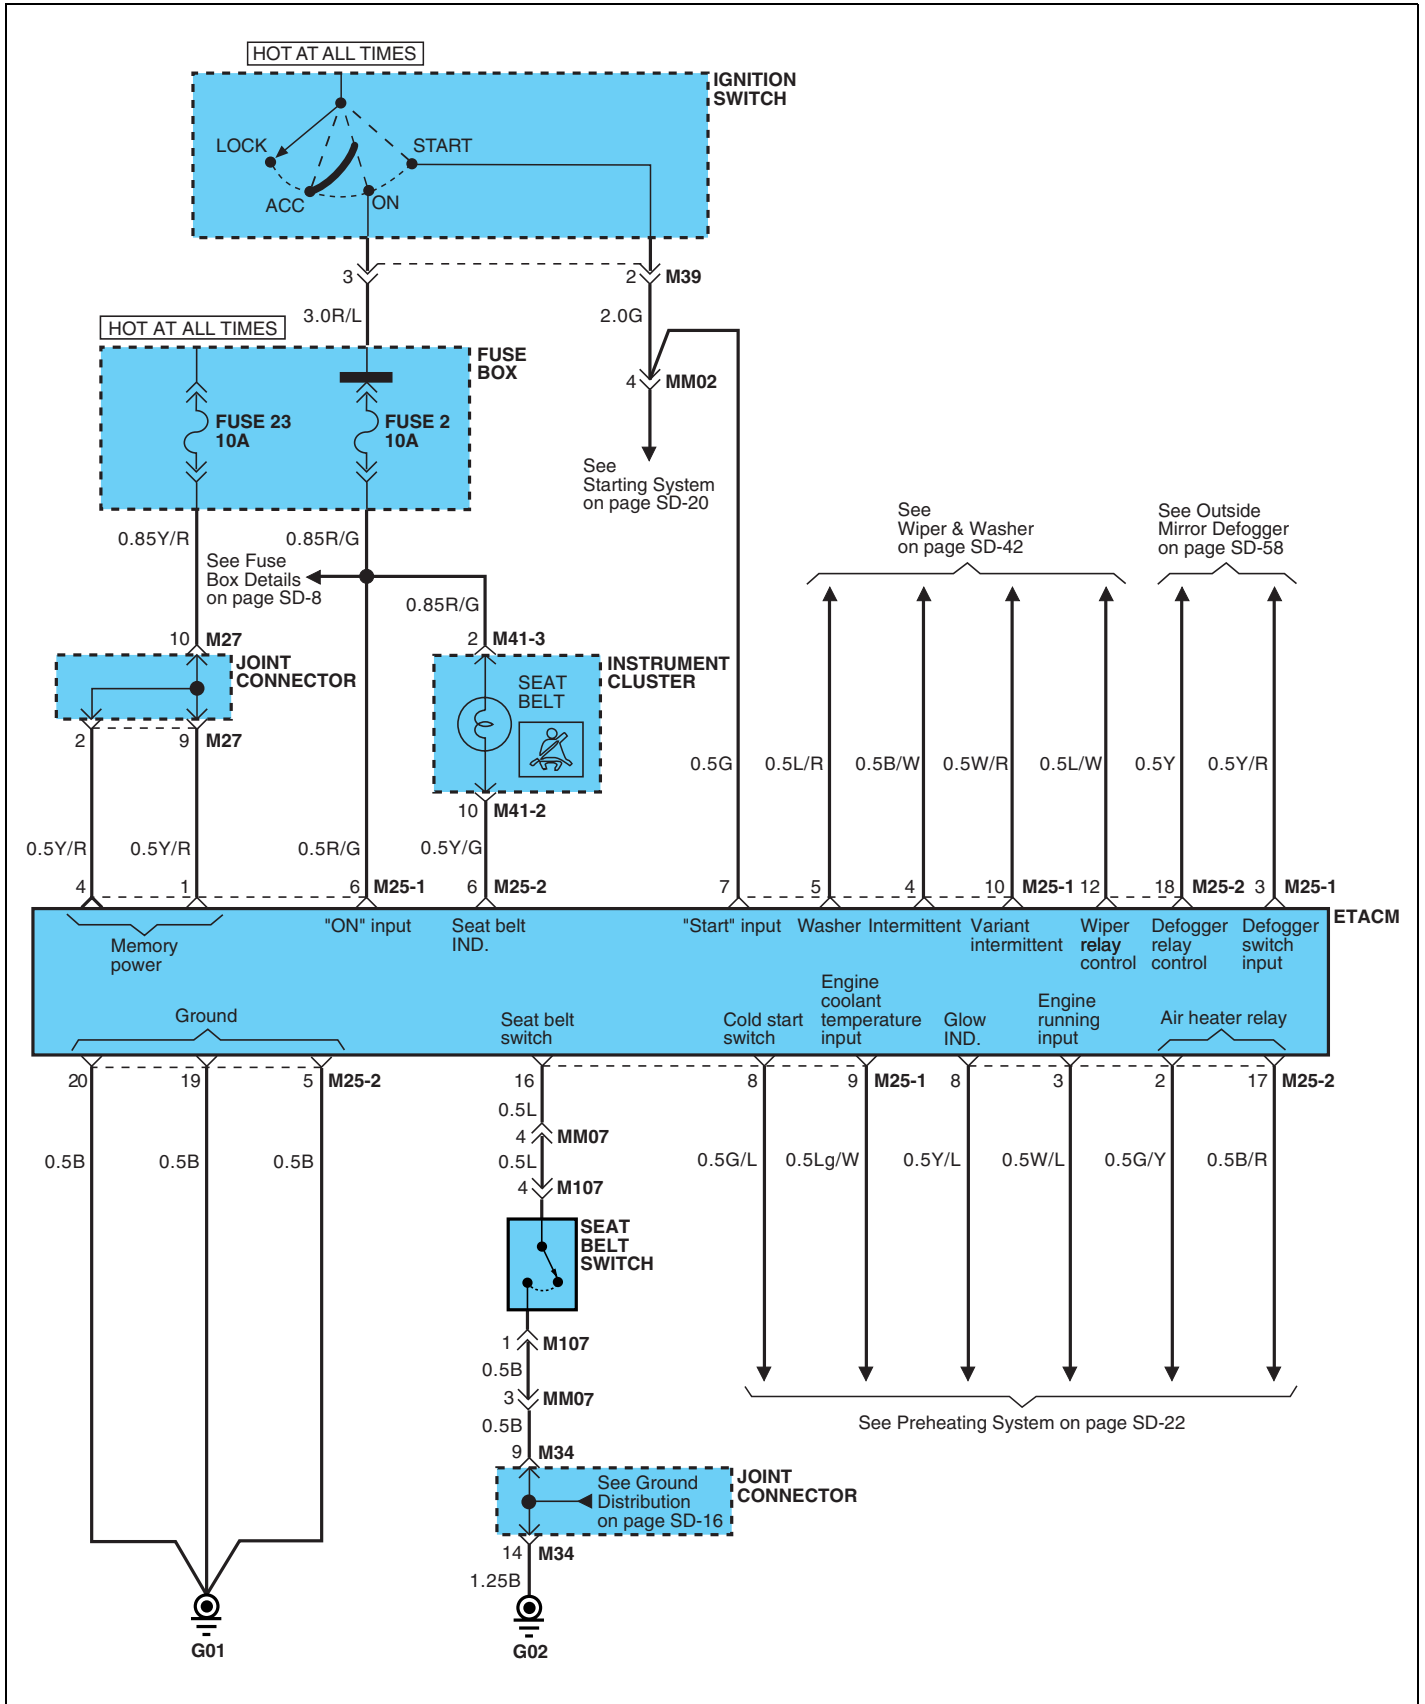 HOT AT ALL TIMES
IGNITION
SWITCH
LOCK
START
ACC
ON
3
2
M39
3.0R/L
2.0G
HOT AT ALL TIMES
FUSE
BOX
4
MM02
FUSE 23
10A
FUSE 2
10A
See
Starting System
on page SD-20
See
Wiper & Washer
on page SD-42
See Outside
Mirror Defogger
on page SD-58
0.85Y/R
0.85R/G
See Fuse
Box Details
on page SD-8
0.85R/G
10
M27
2
M41-3
JOINT
CONNECTOR
INSTRUMENT
CLUSTER
SEAT
BELT
2
9
M27
0.5G
0.5L/R
0.5B/W
0.5W/R
0.5L/W
0.5Y
0.5Y/R
10
M41-2
0.5Y/R
0.5Y/R
0.5R/G
0.5Y/G
4
1
6
M25-1
6
M25-2
7
5
4
10
M25-1
12
18
M25-2
3
M25-1
ETACM
Memory
power
"ON" input
Seat belt
IND.
"Start" input
Washer
Intermittent
Variant
intermittent
Wiper
relay
control
Defogger
relay
control
Defogger
switch
input
Ground
Seat belt
switch
Cold start
switch
Engine
coolant
temperature
input
Glow
IND.
Engine
running
input
Air heater relay
20
19
5
M25-2
16
8
9
M25-1
8
3
2
17
M25-2
0.5L
4
MM07
0.5B
0.5B
0.5B
0.5L
0.5G/L
0.5Lg/W
0.5Y/L
0.5W/L
0.5G/Y
0.5B/R
4
M107
SEAT
BELT
SWITCH
1
M107
0.5B
3
MM07
0.5B
See Preheating System on page SD-22
9
M34
See Ground
Distribution
on page SD-16
JOINT
CONNECTOR
14
M34
1.25B
G01
G02